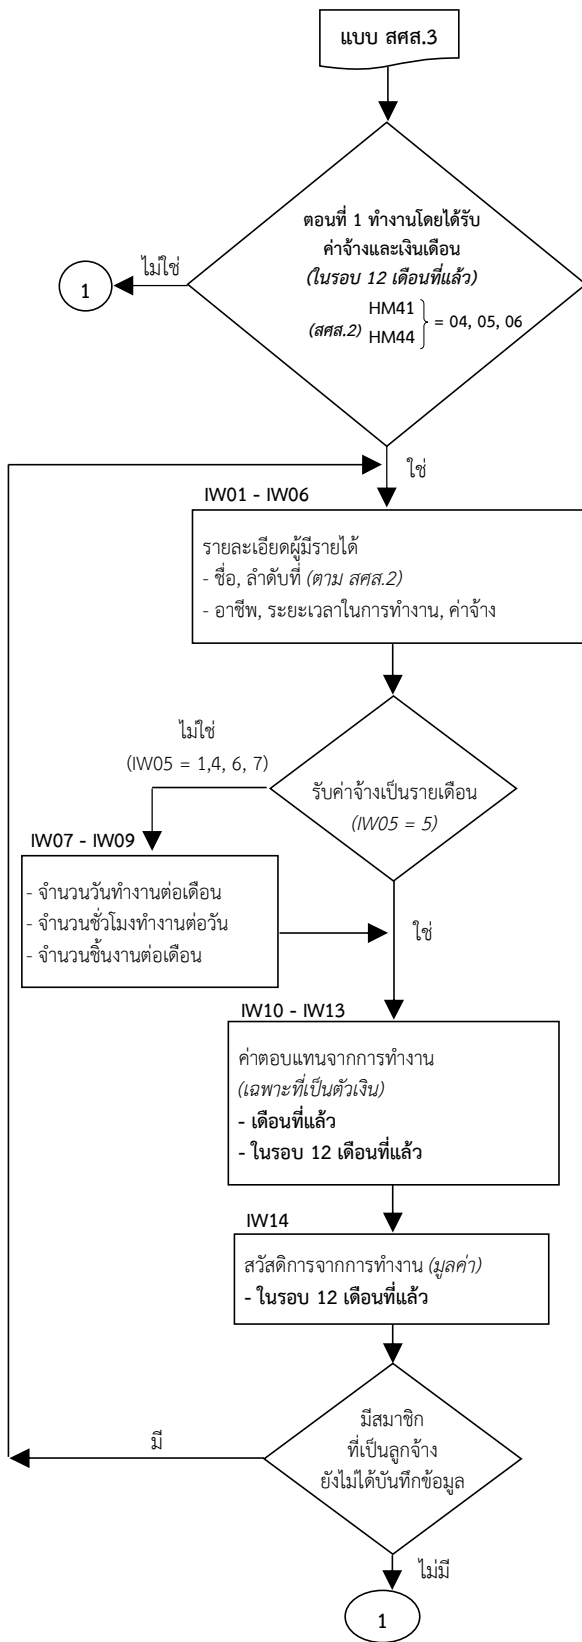 แบบ สศส.3
ตอนที่ 1 ทำงานโดยได้รับ
ค่าจ้างและเงินเดือน
(ในรอบ 12 เดือนที่แล้ว)
(สศส.2)
HM41
HM44
= 04, 05, 06
ไม่ใช่
1
ใช่
IW01 - IW06
รายละเอียดผู้มีรายได้
- ชื่อ, ลำดับที่ (ตาม สศส.2)
- อาชีพ, ระยะเวลาในการทำงาน, ค่าจ้าง
ไม่ใช่
(IW05 = 1,4, 6, 7)
รับค่าจ้างเป็นรายเดือน
(IW05 = 5)
IW07 - IW09
- จำนวนวันทำงานต่อเดือน
- จำนวนชั่วโมงทำงานต่อวัน
- จำนวนชิ้นงานต่อเดือน
ใช่
IW10 - IW13
ค่าตอบแทนจากการทำงาน
(เฉพาะที่เป็นตัวเงิน)
- เดือนที่แล้ว
- ในรอบ 12 เดือนที่แล้ว
IW14
สวัสดิการจากการทำงาน (มูลค่า)
- ในรอบ 12 เดือนที่แล้ว
มีสมาชิก
ที่เป็นลูกจ้าง
ยังไม่ได้บันทึกข้อมูล
มี
ไม่มี
1